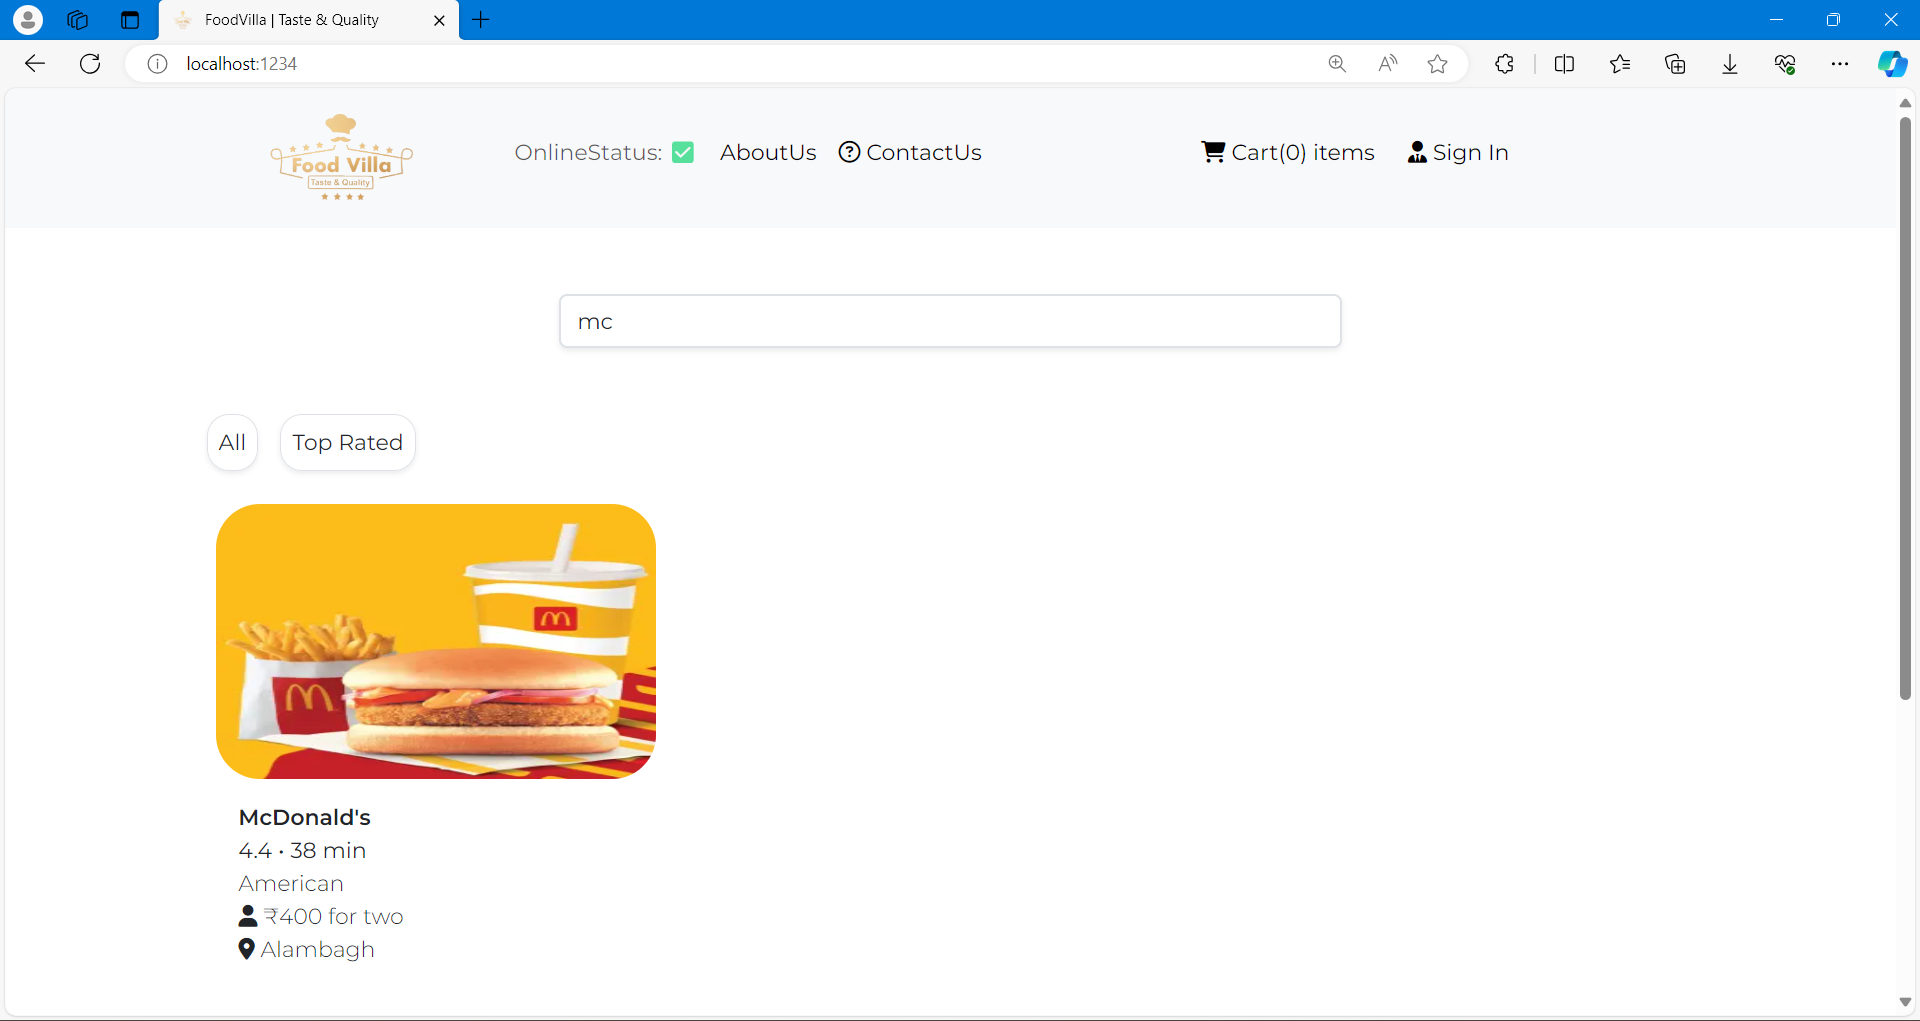 FoodVilla | Taste & Quality
localhost:1234
Food Villa
Taste & Quality
OnlineStatus: ✅ AboutUs ContactUs Cart(0) items Sign In
mc
All Top Rated
McDonald's
4.4 • 38 min
American
₹400 for two
Alambagh